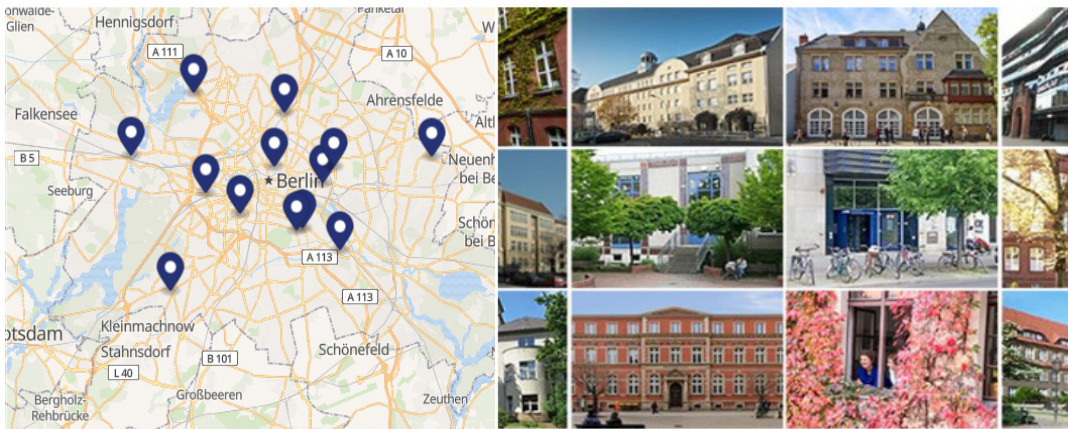 Hennigsdorf
Glien
A 111
A 10
Ahrensfelde
Falkensee
B 5
Berlin
Neuenh
bei Be
Seeburg
Schön
bei B
A 113
A 113
otsdam
Kleinmachnow
Stahnsdorf
B 101
Schönefeld
L 40
Großbeeren
Bergholz-
Rehbrücke
Zeuthen